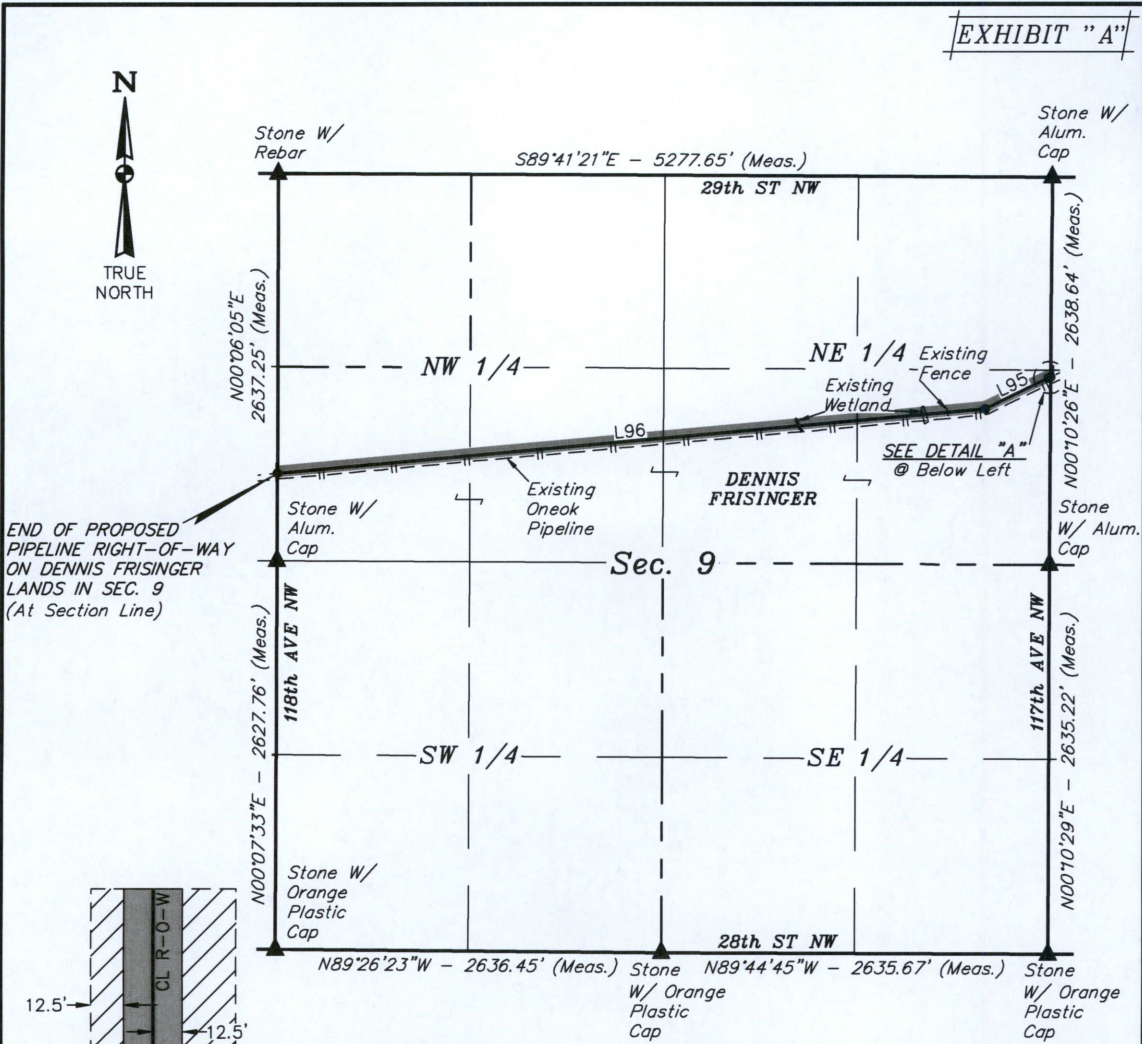 EXHIBIT "A"
N
TRUE
NORTH
Stone W/
Rebar
S89°41'21"E - 5277.65' (Meas.)
29th ST NW
Stone W/
Alum.
Cap
N00°06'05"E
2637.25' (Meas.)
NW 1/4
NE 1/4
Existing
Fence
Existing
Wetland
L95
L96
N00°10'26"E - 2638.64' (Meas.)
SEE DETAIL "A"
@ Below Left
DENNIS
FRISINGER
Existing
Oneok
Pipeline
END OF PROPOSED
PIPELINE RIGHT-OF-WAY
ON DENNIS FRISINGER
LANDS IN SEC. 9
(At Section Line)
Stone W/
Alum.
Cap
Stone
W/ Alum.
Cap
Sec. 9
118th AVE NW
N00°07'33"E - 2627.76' (Meas.)
117th AVE NW
N00°10'29"E - 2635.22' (Meas.)
SW 1/4
SE 1/4
Stone W/
Orange
Plastic
Cap
28th ST NW
N89°26'23"W - 2636.45' (Meas.)
Stone
W/ Orange
Plastic
Cap
N89°44'45"W - 2635.67' (Meas.)
Stone
W/ Orange
Plastic
Cap
CL R-O-W
12.5'
12.5'